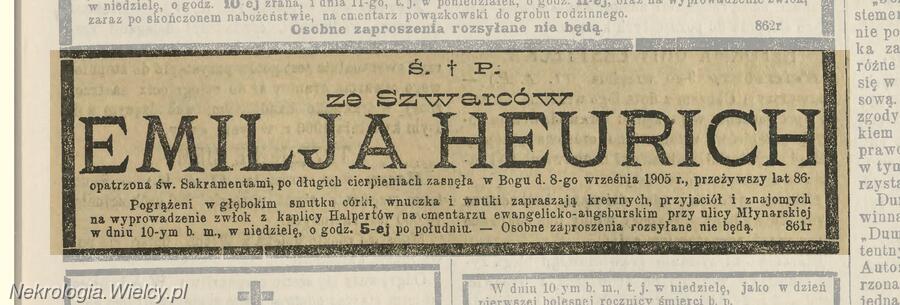 w niedzielę, o godz. 10-ej zrana, i dnia 11-go, t. j. w poniedziałek, o godz. 11-ej, oraz na wyprowadzenie zwłok,
zaraz po skończonem nabożeństwie, na cmentarz powązkowski do grobu rodzinnego.
Osobne zaproszenia rozsyłane nie będą. 862r
Ś. † P.
ze Szwarców
EMILJA HEURICH
opatrzona św. Sakramentami, po długich cierpieniach zasnęła w Bogu d. 8-go września 1905 r., przeżywszy lat 86.
Pogrążeni w głębokim smutku córki, wnuczka i wnuki zapraszają krewnych, przyjaciół i znajomych
na wyprowadzenie zwłok z kaplicy Halpertów na cmentarzu ewangelicko-augsburskim przy ulicy Młynarskiej
w dniu 10-ym b. m., w niedzielę, o godz. 5-ej po południu. — Osobne zaproszenia rozsyłane nie będą. 861r
W dniu 10 ym b. m., t. j. w niedzielę, jako w dzień
pierwszej bolesnej rocznicy śmierci b. p.
Nekrologia.Wielcy.pl